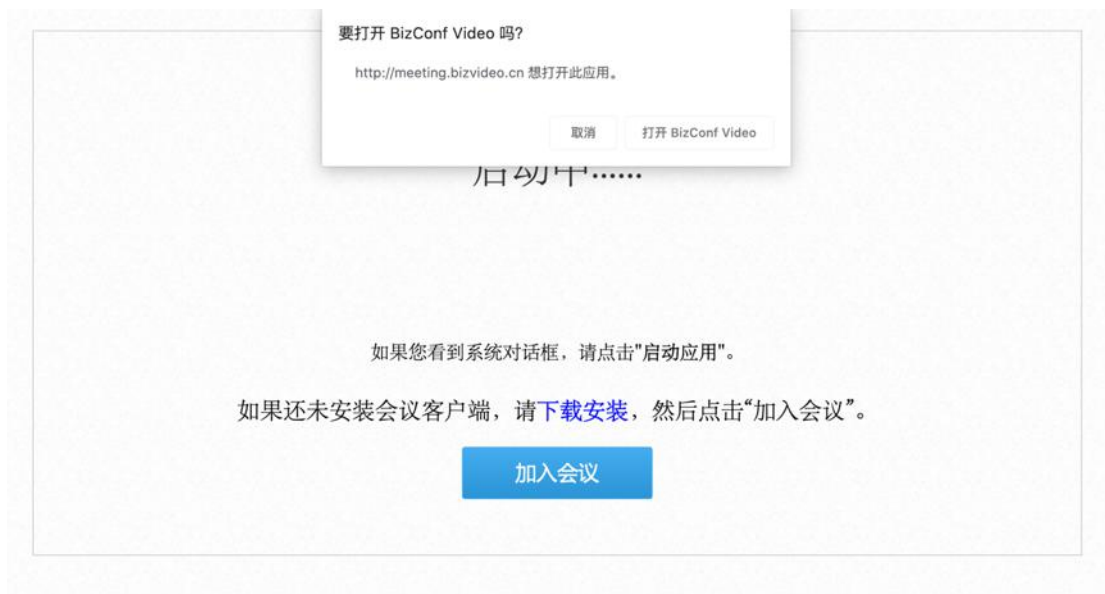 要打开 BizConf Video 吗?
http://meeting.bizvideo.cn 想打开此应用。
取消 打开 BizConf Video
启动中......
如果您看到系统对话框，请点击"启动应用"。
如果还未安装会议客户端，请下载安装，然后点击“加入会议”。
加入会议